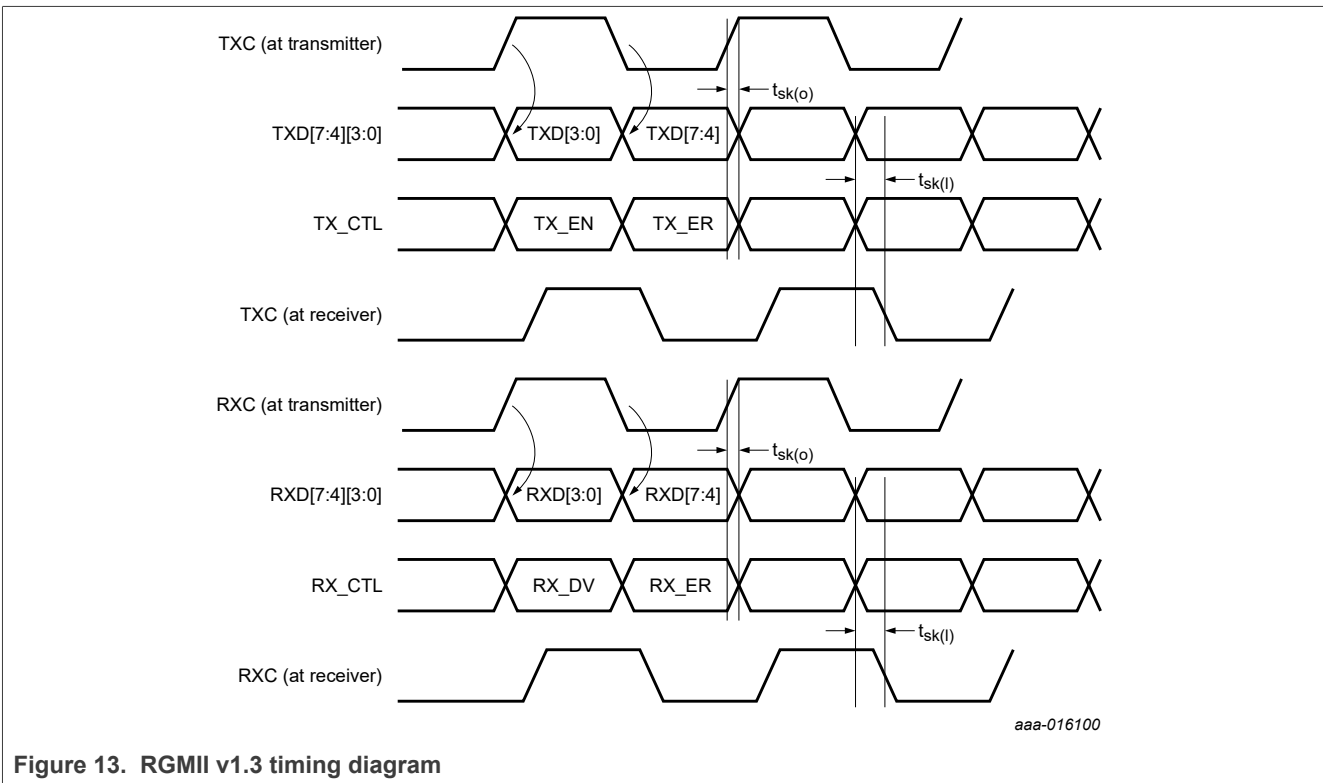 TXC (at transmitter)
tsk(o)
TXD[7:4][3:0]
TXD[3:0]
TXD[7:4]
tsk(l)
TX_CTL
TX_EN
TX_ER
TXC (at receiver)
RXC (at transmitter)
tsk(o)
RXD[7:4][3:0]
RXD[3:0]
RXD[7:4]
RX_CTL
RX_DV
RX_ER
tsk(l)
RXC (at receiver)
aaa-016100
Figure 13. RGMII v1.3 timing diagram